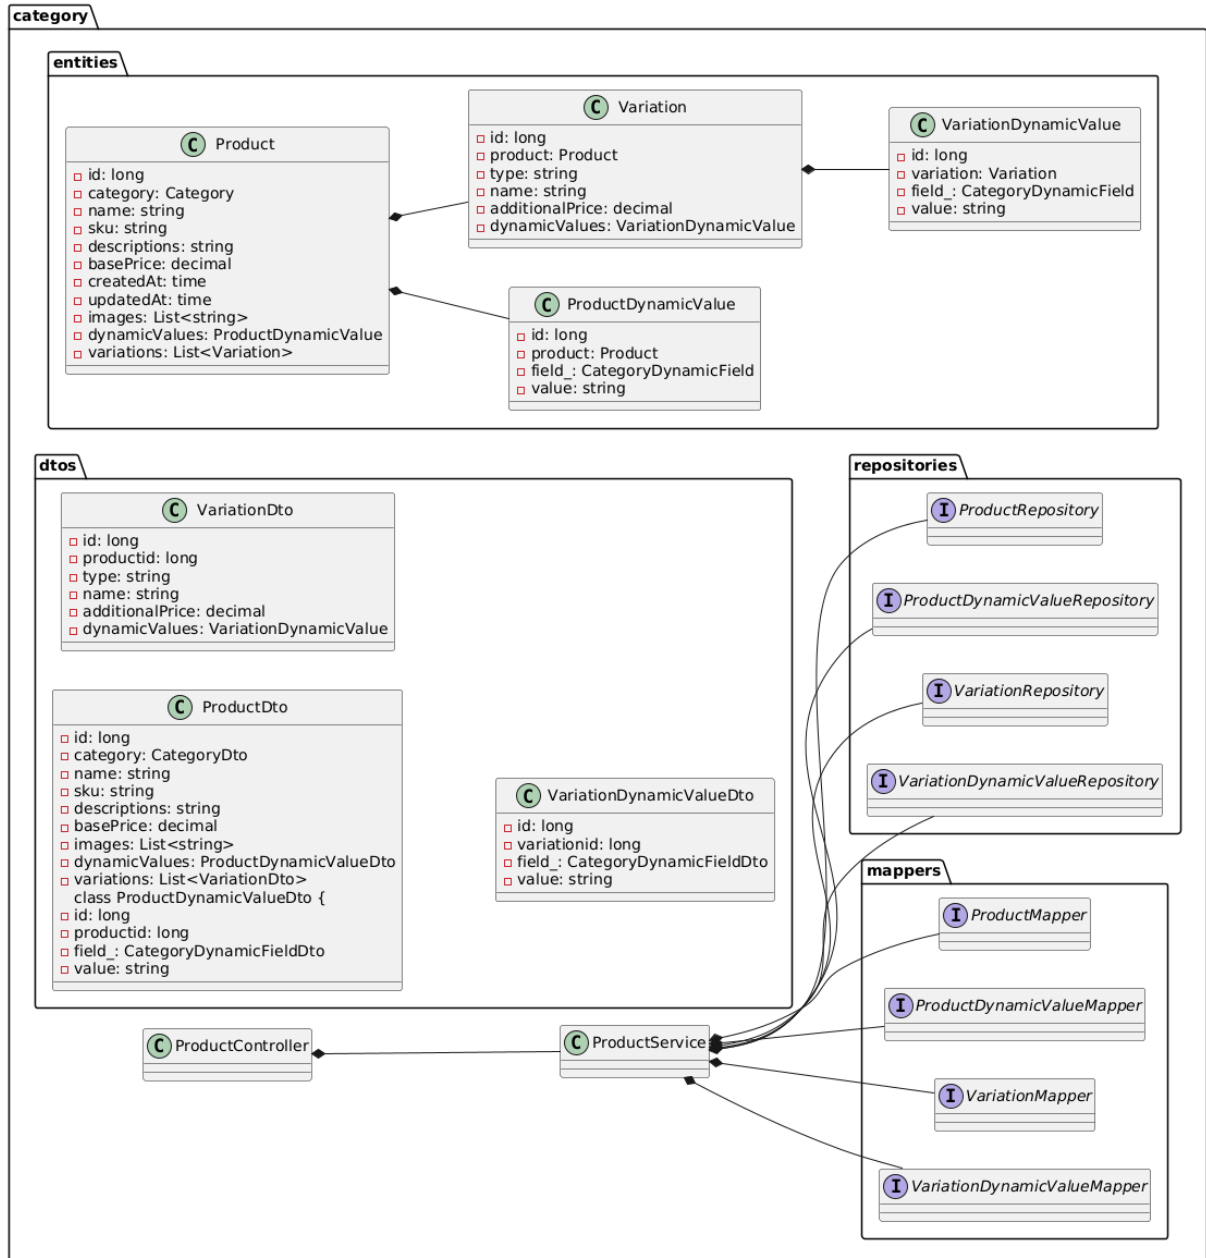 category
entities
C Product
id: long
category: Category
name: string
sku: string
descriptions: string
basePrice: decimal
createdAt: time
updatedAt: time
images: List<string>
dynamicValues: ProductDynamicValue
variations: List<Variation>
C Variation
id: long
product: Product
type: string
name: string
additionalPrice: decimal
dynamicValues: VariationDynamicValue
C VariationDynamicValue
id: long
variation: Variation
field_: CategoryDynamicField
value: string
C ProductDynamicValue
id: long
product: Product
field_: CategoryDynamicField
value: string
dtos
C VariationDto
id: long
productid: long
type: string
name: string
additionalPrice: decimal
dynamicValues: VariationDynamicValue
C ProductDto
id: long
category: CategoryDto
name: string
sku: string
descriptions: string
basePrice: decimal
images: List<string>
dynamicValues: ProductDynamicValueDto
variations: List<VariationDto>
class ProductDynamicValueDto {
id: long
productid: long
field_: CategoryDynamicFieldDto
value: string
C VariationDynamicValueDto
id: long
variationid: long
field_: CategoryDynamicFieldDto
value: string
repositories
I ProductRepository
I ProductDynamicValueRepository
I VariationRepository
I VariationDynamicValueRepository
mappers
I ProductMapper
I ProductDynamicValueMapper
I VariationMapper
I VariationDynamicValueMapper
C ProductController
C ProductService